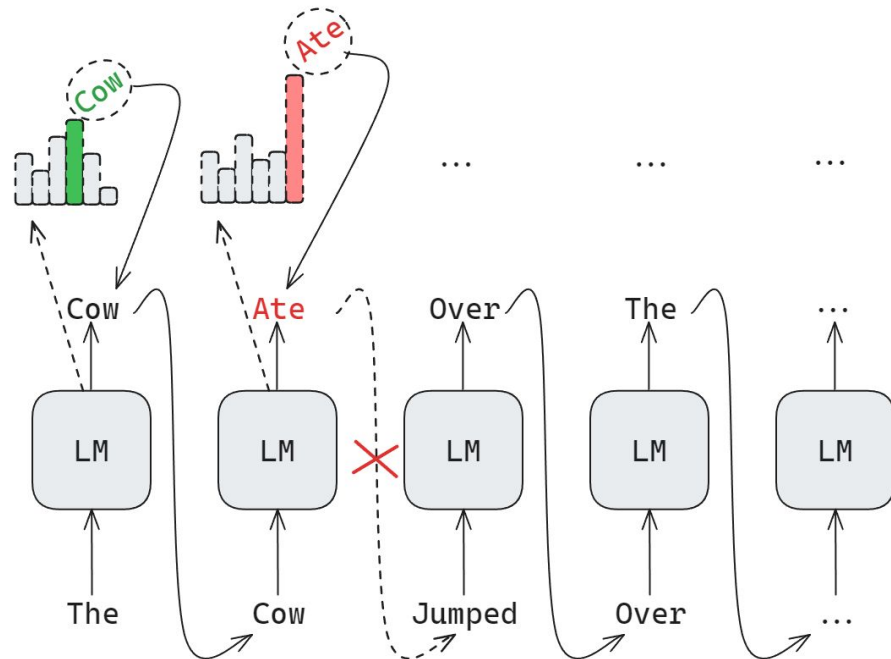 Cow
Ate
... ... ...
Cow Ate Over The ...
LM LM LM LM LM
The Cow Jumped Over ...